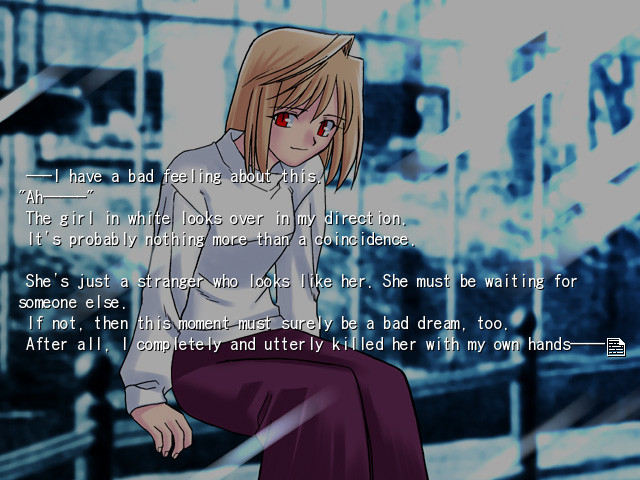 ──I have a bad feeling about this.
"Ah────"
The girl in white looks over in my direction.
It's probably nothing more than a coincidence.
She's just a stranger who looks like her. She must be waiting for
someone else.
If not, then this moment must surely be a bad dream, too.
After all, I completely and utterly killed her with my own hands───